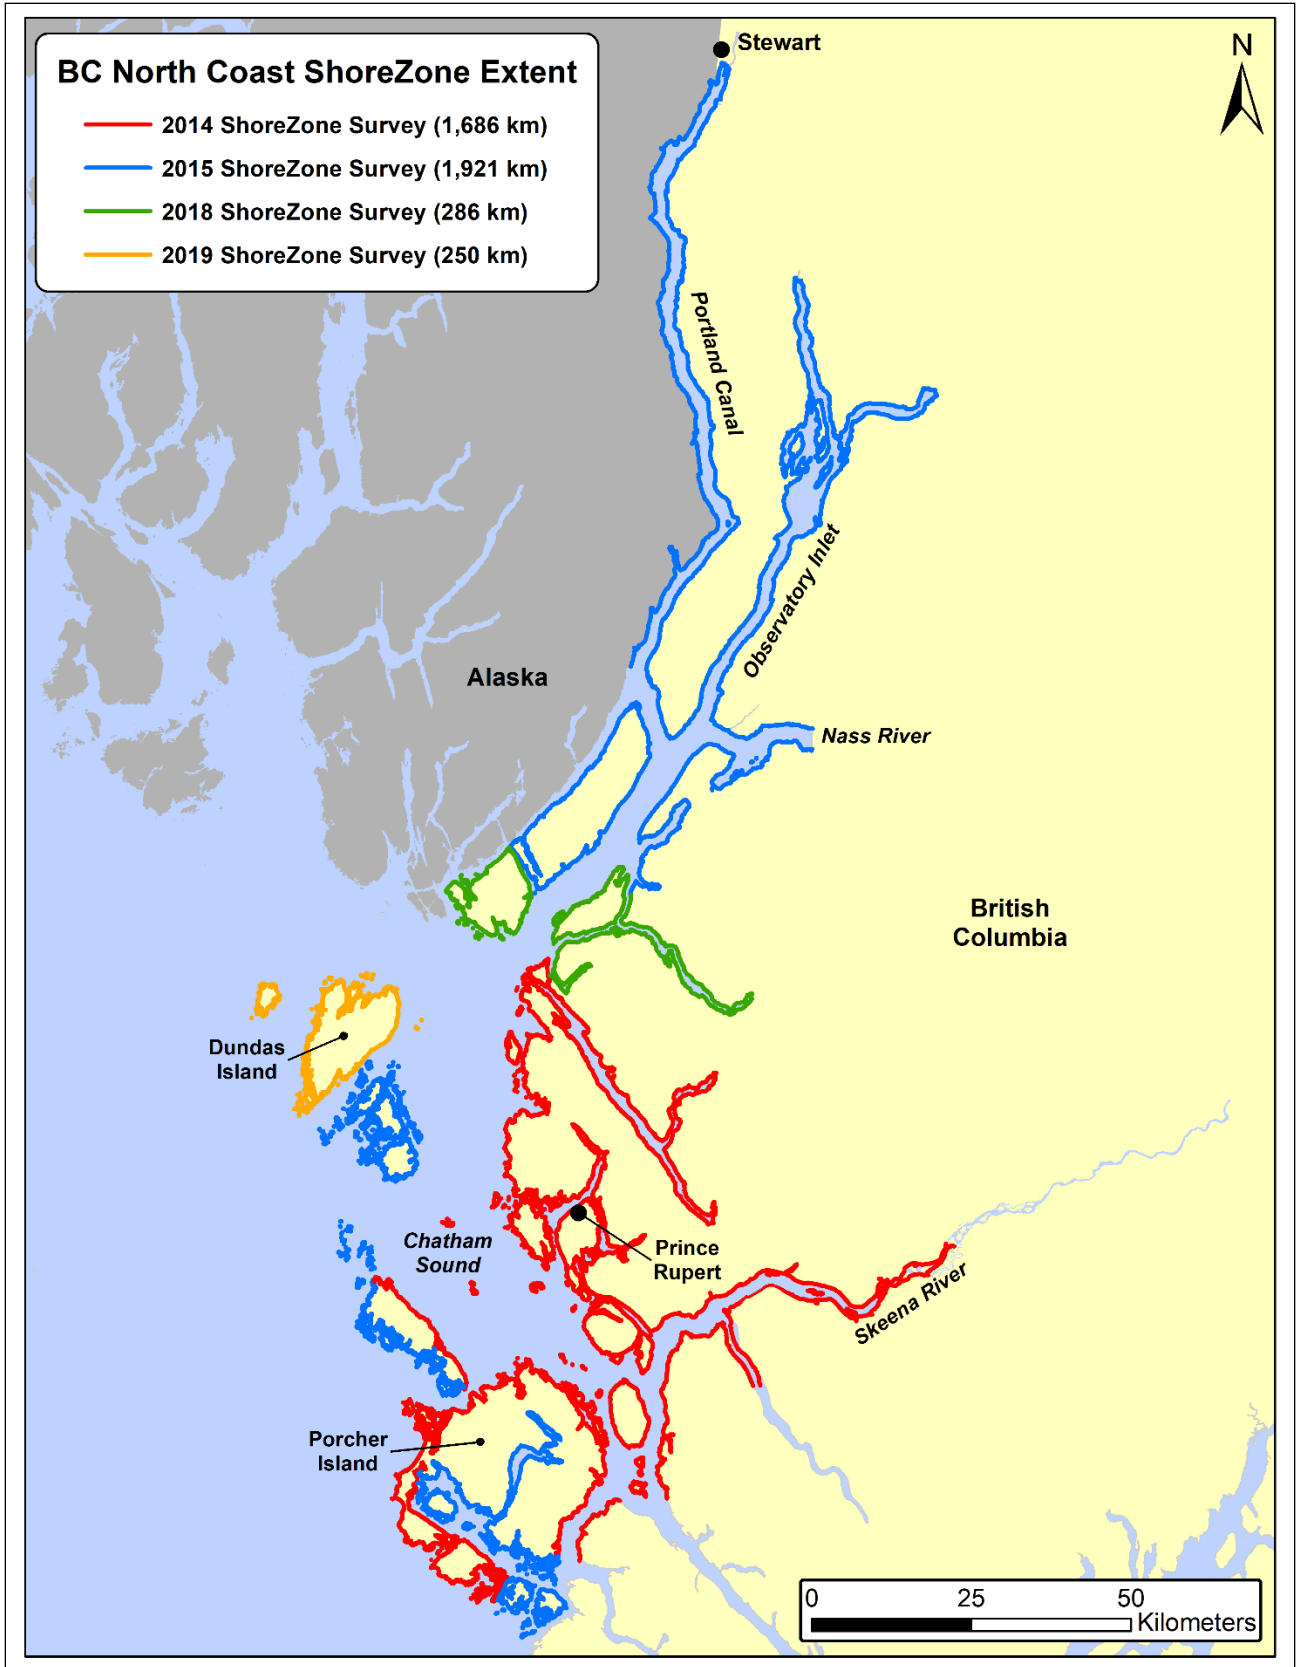 BC North Coast ShoreZone Extent
2014 ShoreZone Survey (1,686 km)
2015 ShoreZone Survey (1,921 km)
2018 ShoreZone Survey (286 km)
2019 ShoreZone Survey (250 km)
Stewart
N
Portland Canal
Observatory Inlet
Alaska
Nass River
British
Columbia
Dundas
Island
Chatham
Sound
Prince
Rupert
Skeena River
Porcher
Island
0 25 50
Kilometers